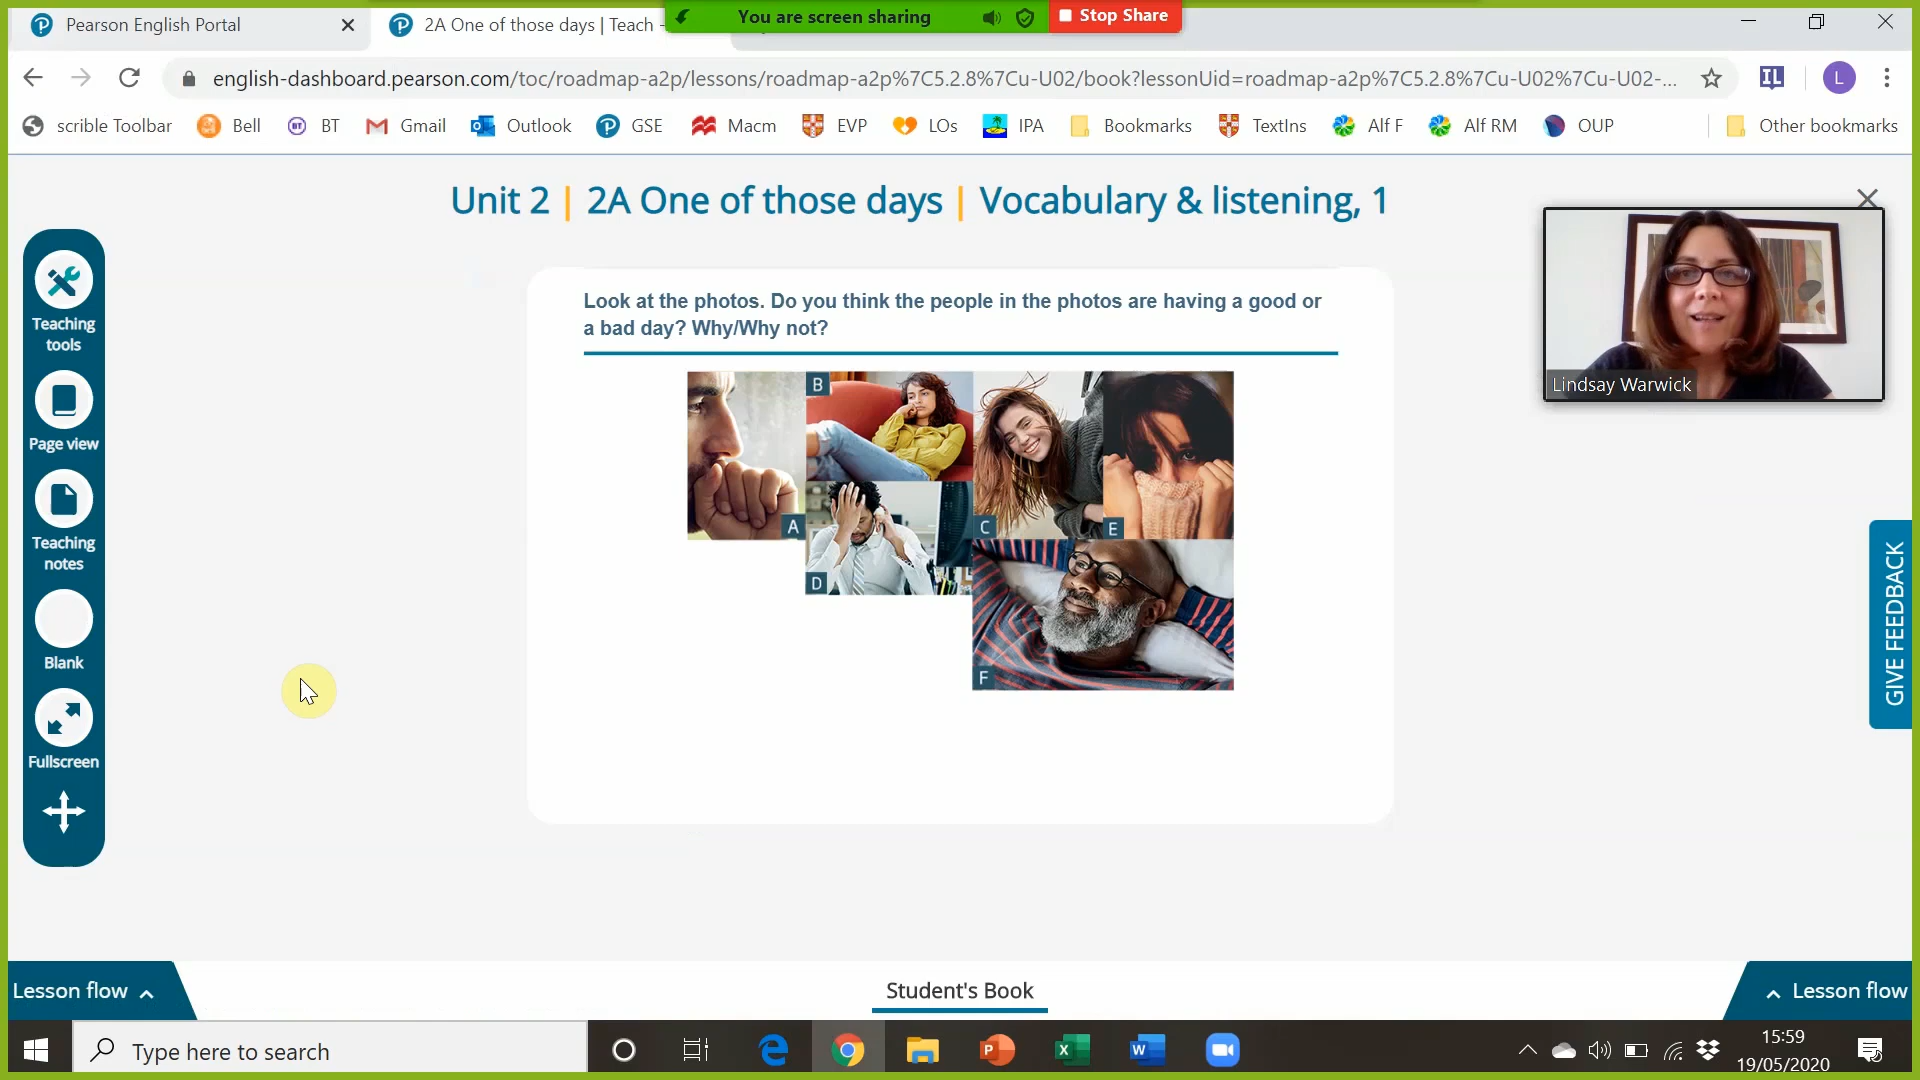 You are screen sharing
Stop Share
Pearson English Portal
2A One of those days | Teach -
english-dashboard.pearson.com/toc/roadmap-a2p/lessons/roadmap-a2p%7C5.2.8%7Cu-U02/book?lessonUid=roadmap-a2p%7C5.2.8%7Cu-U02%7Cu-U02-...
IL
L
scrible Toolbar
Bell
BT
Gmail
Outlook
GSE
Macm
EVP
LOs
IPA
Bookmarks
TextIns
Alf F
Alf RM
OUP
Other bookmarks
Unit 2 | 2A One of those days | Vocabulary & listening, 1
Look at the photos. Do you think the people in the photos are having a good or
a bad day? Why/Why not?
A
B
C
D
E
F
Lindsay Warwick
Teaching
tools
Page view
Teaching
notes
Blank
Fullscreen
GIVE FEEDBACK
Lesson flow
Student's Book
Lesson flow
Type here to search
15:59
19/05/2020